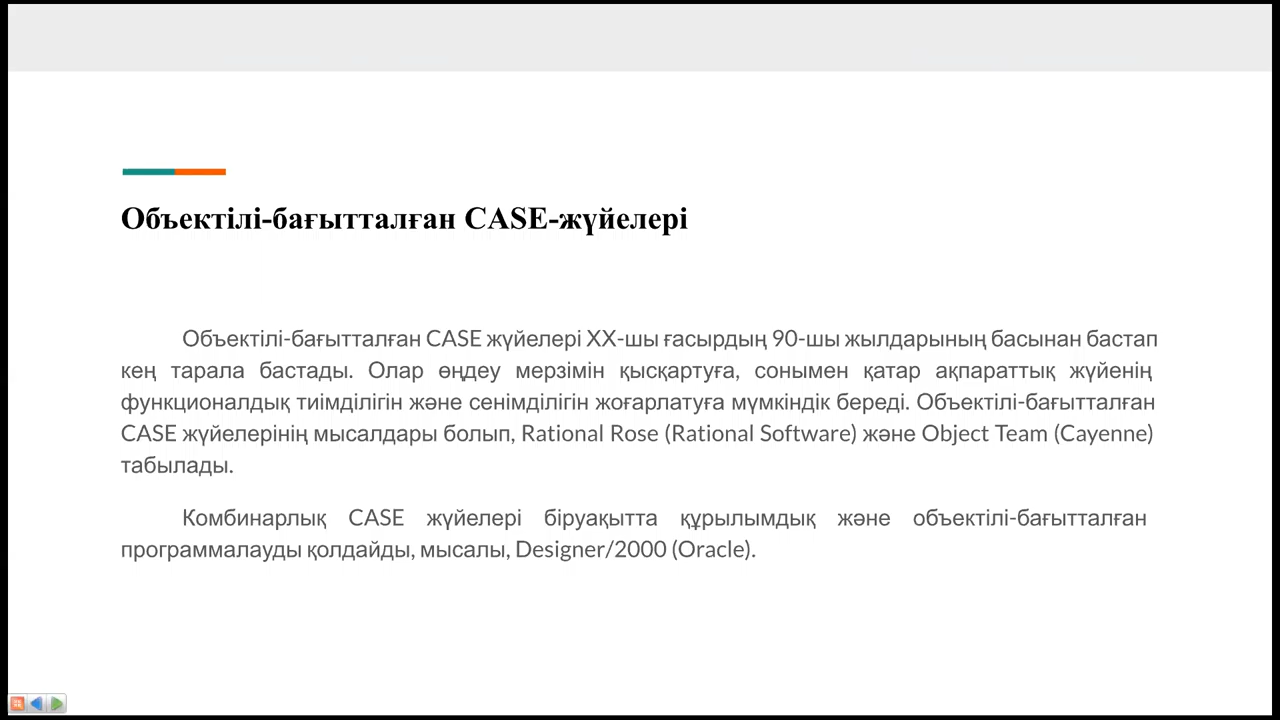 Объектілі-бағытталған CASE-жүйелері
Объектілі-бағытталған CASE жүйелері XX-шы ғасырдың 90-шы жылдарының басынан бастап
кең тарала бастады. Олар өңдеу мерзімін қысқартуға, сонымен қатар ақпараттық жүйенің
функционалдық тиімділігін және сенімділігін жоғарлатуға мүмкіндік береді. Объектілі-бағытталған
CASE жүйелерінің мысалдары болып, Rational Rose (Rational Software) және Object Team (Cayenne)
табылады.
Комбинарлық CASE жүйелері біруақытта құрылымдық және объектілі-бағытталған
программалауды қолдайды, мысалы, Designer/2000 (Oracle).